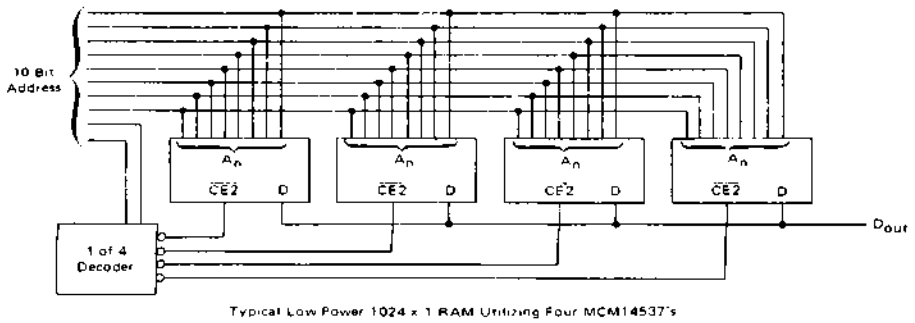 10 Bit
Address
An
An
An
An
CE2 D
CE2 D
CE2 D
CE2 D
1 of 4
Decoder
Dout
Typical Low Power 1024 x 1 RAM Utilizing Four MCM14537's